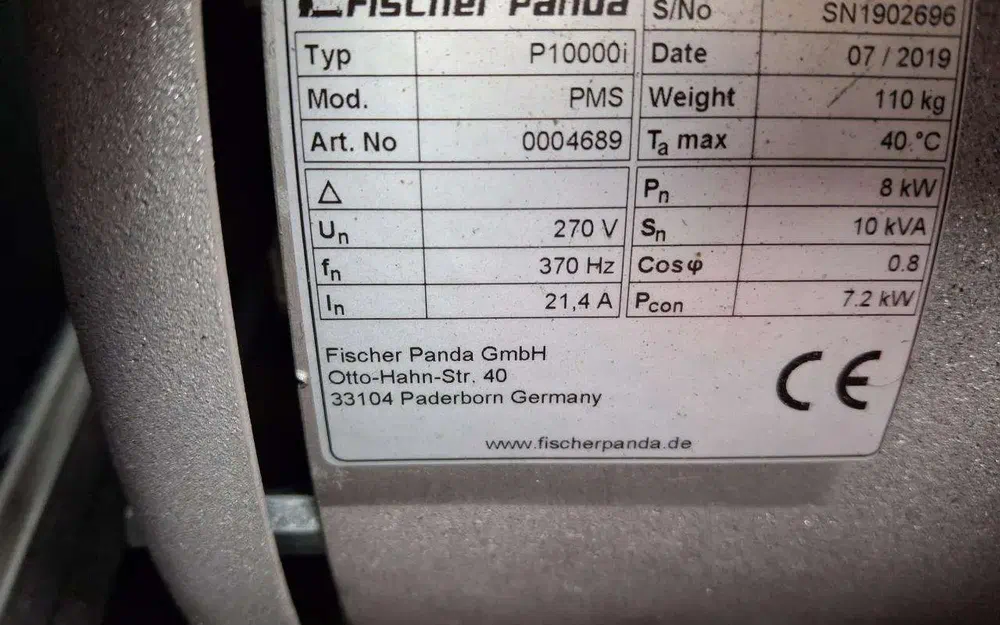 Fischer Panda S/No SN1902696
Typ P10000i Date 07 / 2019
Mod. PMS Weight 110 kg
Art. No 0004689 Ta max 40 °C
△ Pn 8 kW
Un 270 V Sn 10 kVA
fn 370 Hz Cosφ 0.8
In 21,4 A Pcon 7.2 kW
Fischer Panda GmbH
Otto-Hahn-Str. 40
33104 Paderborn Germany
CE
www.fischerpanda.de